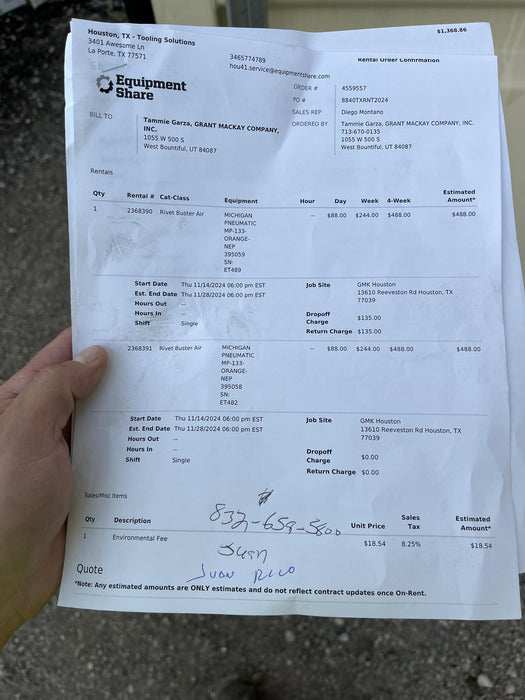 $1,368.86
Houston, TX - Tooling Solutions
3401 Awesome Ln
La Porte, TX 77571
3465774789
hou41.service@equipmentshare.com
Rental Order Confirmation
Equipment
Share
ORDER # 4559557
PO # 8840TXRNT2024
SALES REP Diego Montano
ORDERED BY Tammie Garza, GRANT MACKAY COMPANY, INC.
713-670-0135
1055 W 500 S
West Bountiful, UT 84087
BILL TO Tammie Garza, GRANT MACKAY COMPANY,
INC.
1055 W 500 S
West Bountiful, UT 84087
Rentals
Qty Rental # Cat-Class Equipment Hour Day Week 4-Week Estimated
Amount*
1 2368390 Rivet Buster Air MICHIGAN -- $88.00 $244.00 $488.00 $488.00
PNEUMATIC
MP-133-
ORANGE-
NEP
395059
SN:
ET489
Start Date Thu 11/14/2024 06:00 pm EST Job Site GMK Houston
Est. End Date Thu 11/28/2024 06:00 pm EST 13610 Reeveston Rd Houston, TX
Hours Out -- 77039
Hours In --
Shift Single
Dropoff
Charge $135.00
Return Charge $135.00
2368391 Rivet Buster Air MICHIGAN -- $88.00 $244.00 $488.00 $488.00
PNEUMATIC
MP-133-
ORANGE-
NEP
395058
SN:
ET482
Start Date Thu 11/14/2024 06:00 pm EST Job Site GMK Houston
Est. End Date Thu 11/28/2024 06:00 pm EST 13610 Reeveston Rd Houston, TX
Hours Out -- 77039
Hours In --
Shift Single
Dropoff
Charge $0.00
Return Charge $0.00
Sales/Misc Items
832-659-5800
Qty Description Unit Price Sales
Tax Estimated
Amount*
1 Environmental Fee $18.54 8.25% $18.54
Juan
Juan Rico
Quote
*Note: Any estimated amounts are ONLY estimates and do not reflect contract updates once On-Rent.